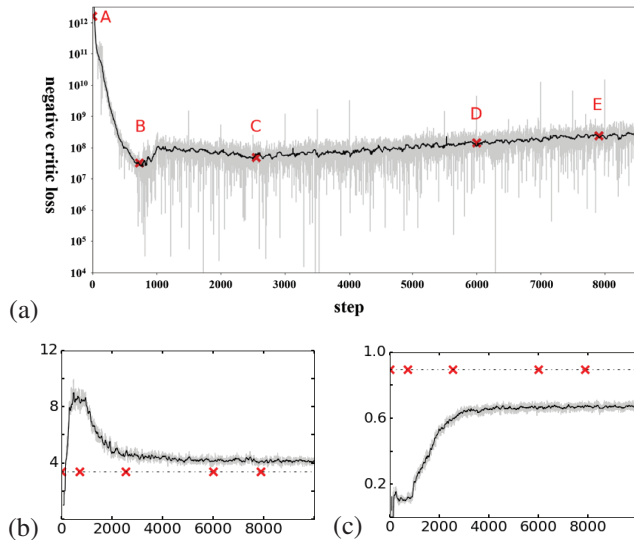 10¹²
10¹¹
10¹⁰
10⁹
10⁸
10⁷
10⁶
10⁵
10⁴
negative critic loss
A
B
C
D
E
0 1000 2000 3000 4000 5000 6000 7000 8000
step
(a)
12
8
4
0 2000 4000 6000 8000
(b)
1.0
0.6
0.2
0 2000 4000 6000 8000
(c)